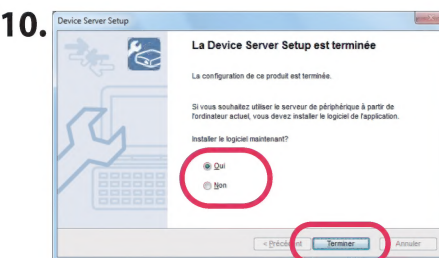 10.
Device Server Setup
La Device Server Setup est terminée
La configuration de ce produit est terminée.
Si vous souhaitez utiliser le serveur de périphérique à partir de
l'ordinateur actuel, vous devez installer le logiciel de l'application.
Installer le logiciel maintenant?
Oui
Non
< Précédent
Terminer
Annuler